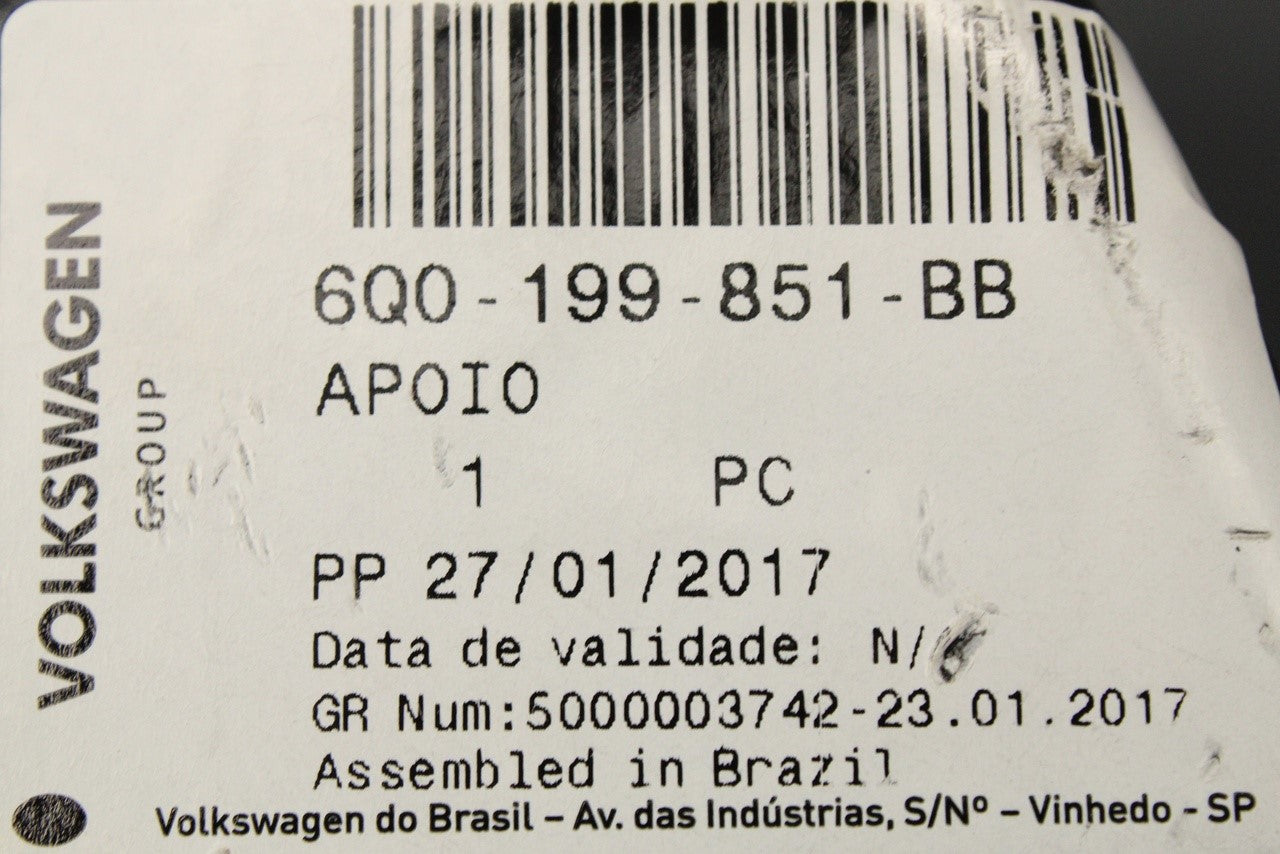 VOLKSWAGEN
GROUP
6Q0-199-851-BB
APOIO
1 PC
PP 27/01/2017
Data de validade: N/
GR Num:5000003742-23.01.2017
Assembled in Brazil
Volkswagen do Brasil – Av. das Indústrias, S/Nº – Vinhedo - SP